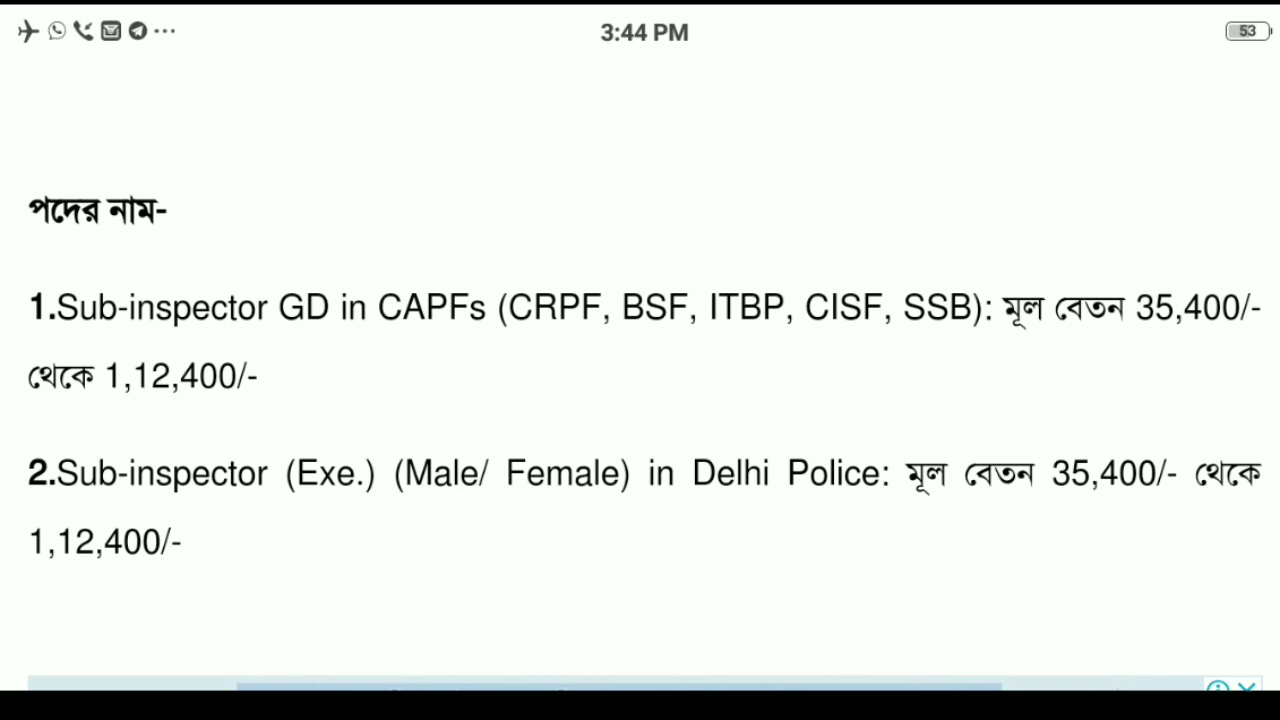 3:44 PM
53
পদের নাম-
1.Sub-inspector GD in CAPFs (CRPF, BSF, ITBP, CISF, SSB): মূল বেতন 35,400/-
থেকে 1,12,400/-
2.Sub-inspector (Exe.) (Male/ Female) in Delhi Police: মূল বেতন 35,400/- থেকে
1,12,400/-